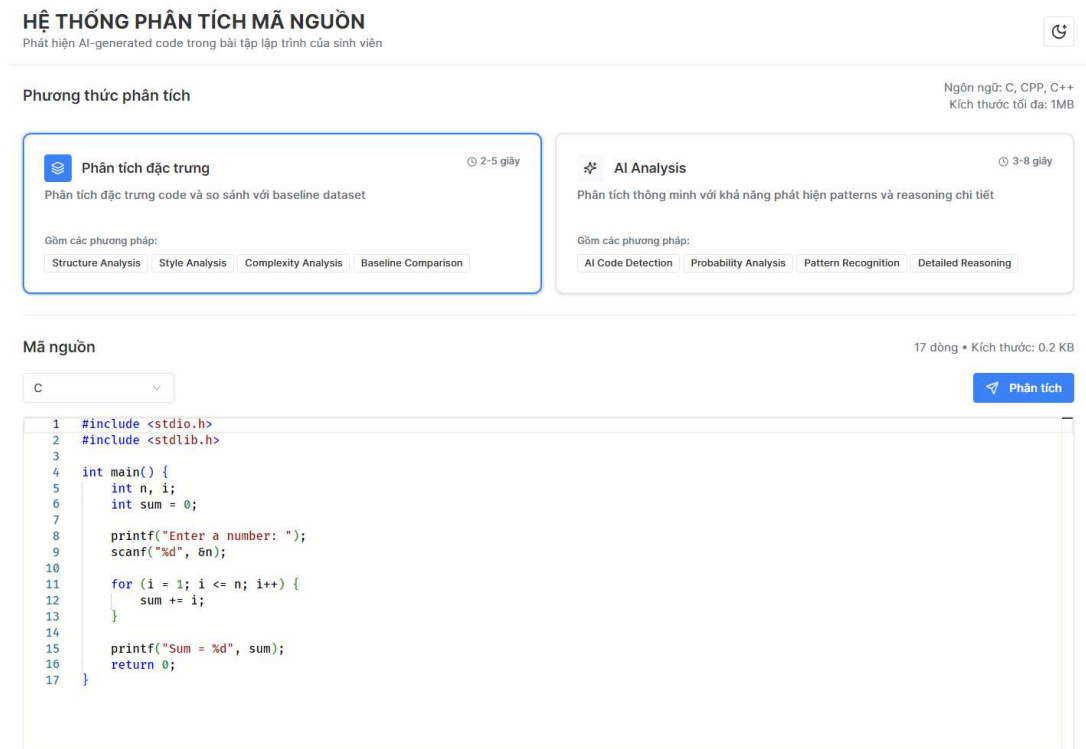 HỆ THỐNG PHÂN TÍCH MÃ NGUỒN
Phát hiện AI-generated code trong bài tập lập trình của sinh viên
Phương thức phân tích
Ngôn ngữ: C, CPP, C++
Kích thước tối đa: 1MB
Phân tích đặc trưng
2-5 giây
Phân tích đặc trưng code và so sánh với baseline dataset
Gồm các phương pháp:
Structure Analysis Style Analysis Complexity Analysis Baseline Comparison
AI Analysis
3-8 giây
Phân tích thông minh với khả năng phát hiện patterns và reasoning chi tiết
Gồm các phương pháp:
AI Code Detection Probability Analysis Pattern Recognition Detailed Reasoning
Mã nguồn
17 dòng • Kích thước: 0.2 KB
C
Phân tích
1 #include <stdio.h>
2 #include <stdlib.h>
3
4 int main() {
5 int n, i;
6 int sum = 0;
7
8 printf("Enter a number: ");
9 scanf("%d", &n);
10
11 for (i = 1; i <= n; i++) {
12 sum += i;
13 }
14
15 printf("Sum = %d", sum);
16 return 0;
17 }